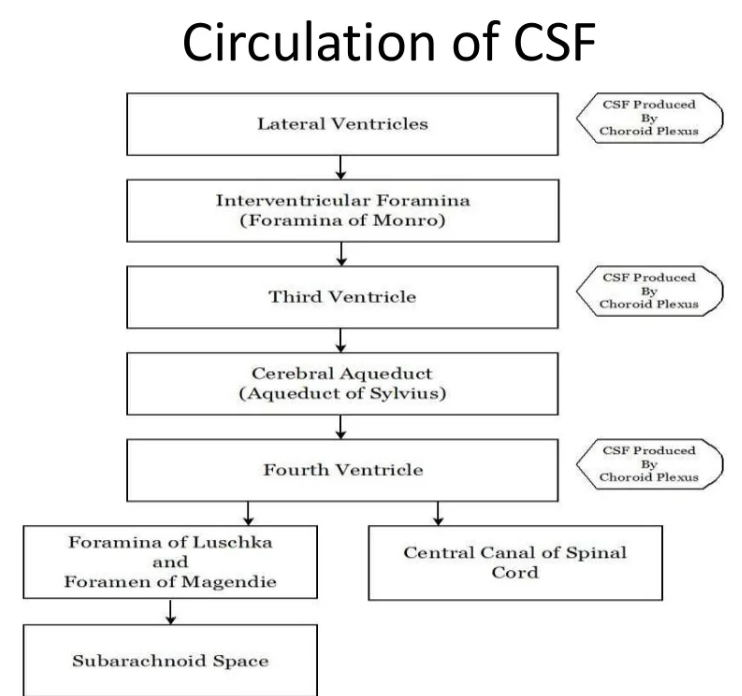 Circulation of CSF
Lateral Ventricles
CSF Produced
By
Choroid Plexus
Interventricular Foramina
(Foramina of Monro)
Third Ventricle
CSF Produced
By
Choroid Plexus
Cerebral Aqueduct
(Aqueduct of Sylvius)
Fourth Ventricle
CSF Produced
By
Choroid Plexus
Foramina of Luschka
and
Foramen of Magendie
Central Canal of Spinal
Cord
Subarachnoid Space